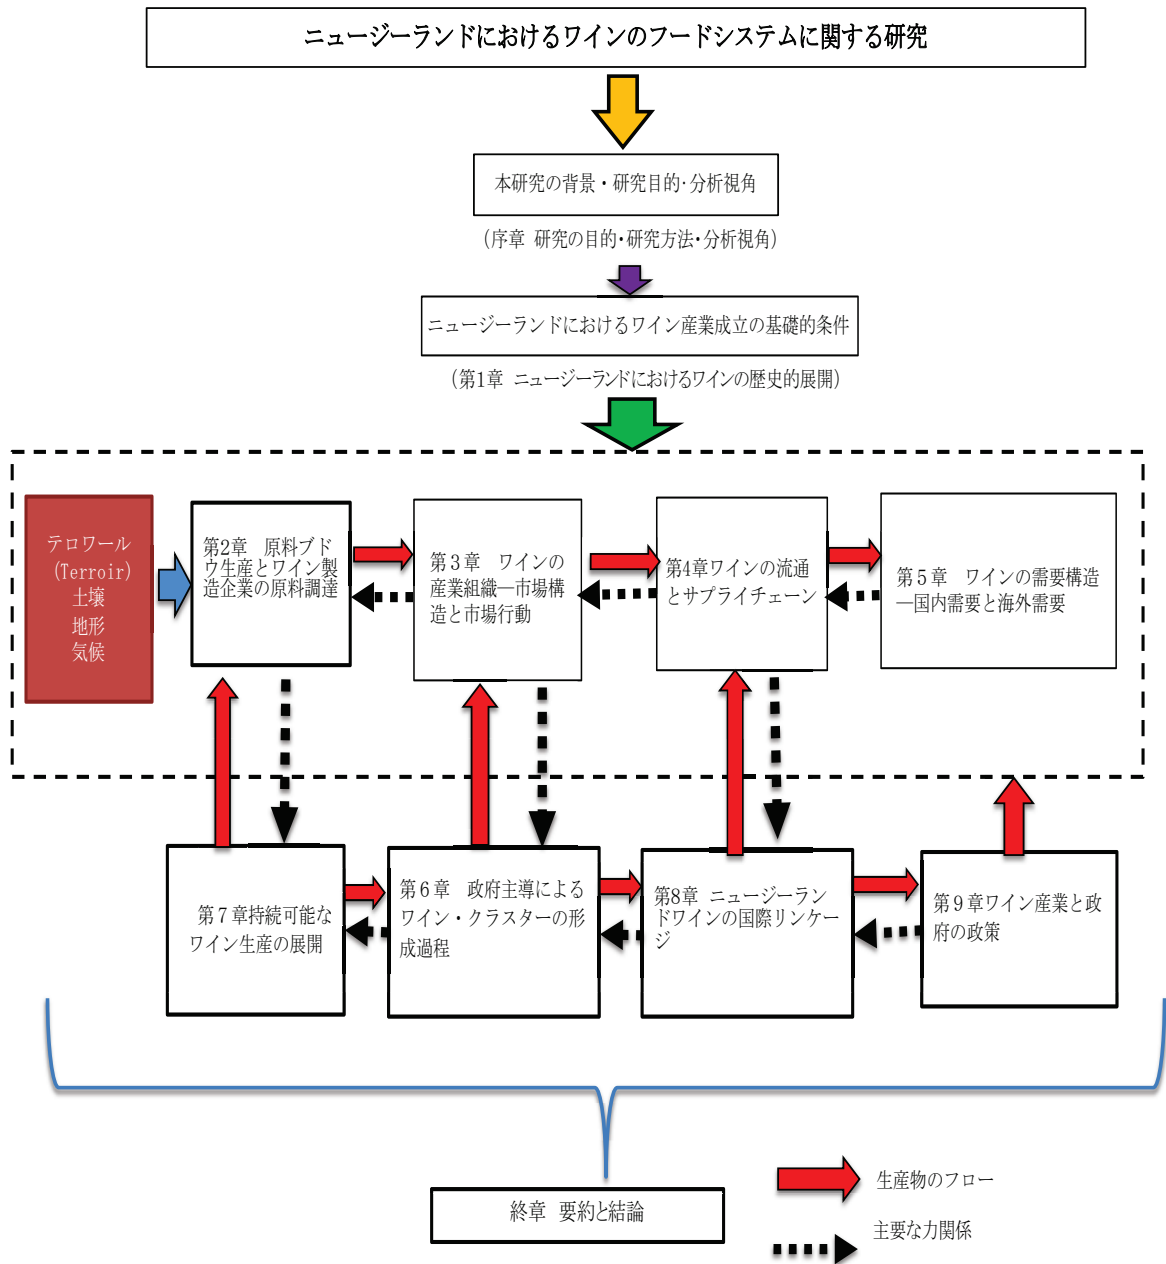 ニュージーランドにおけるワインのフードシステムに関する研究
本研究の背景・研究目的・分析視角
(序章 研究の目的・研究方法・分析視角)
ニュージーランドにおけるワイン産業成立の基礎的条件
(第1章 ニュージーランドにおけるワインの歴史的展開)
テロワール
(Terroir)
土壌
地形
気候
第2章 原料ブド
ウ生産とワイン製
造企業の原料調達
第３章 ワインの
産業組織―市場構
造と市場行動
第4章ワインの流通
とサプライチェーン
第５章 ワインの需要構造
―国内需要と海外需要
第７章持続可能な
ワイン生産の展開
第６章 政府主導による
ワイン・クラスターの形
成過程
第8章 ニュージーラン
ドワインの国際リンケー
ジ
第９章ワイン産業と政
府の政策
終章 要約と結論
生産物のフロー
主要な力関係